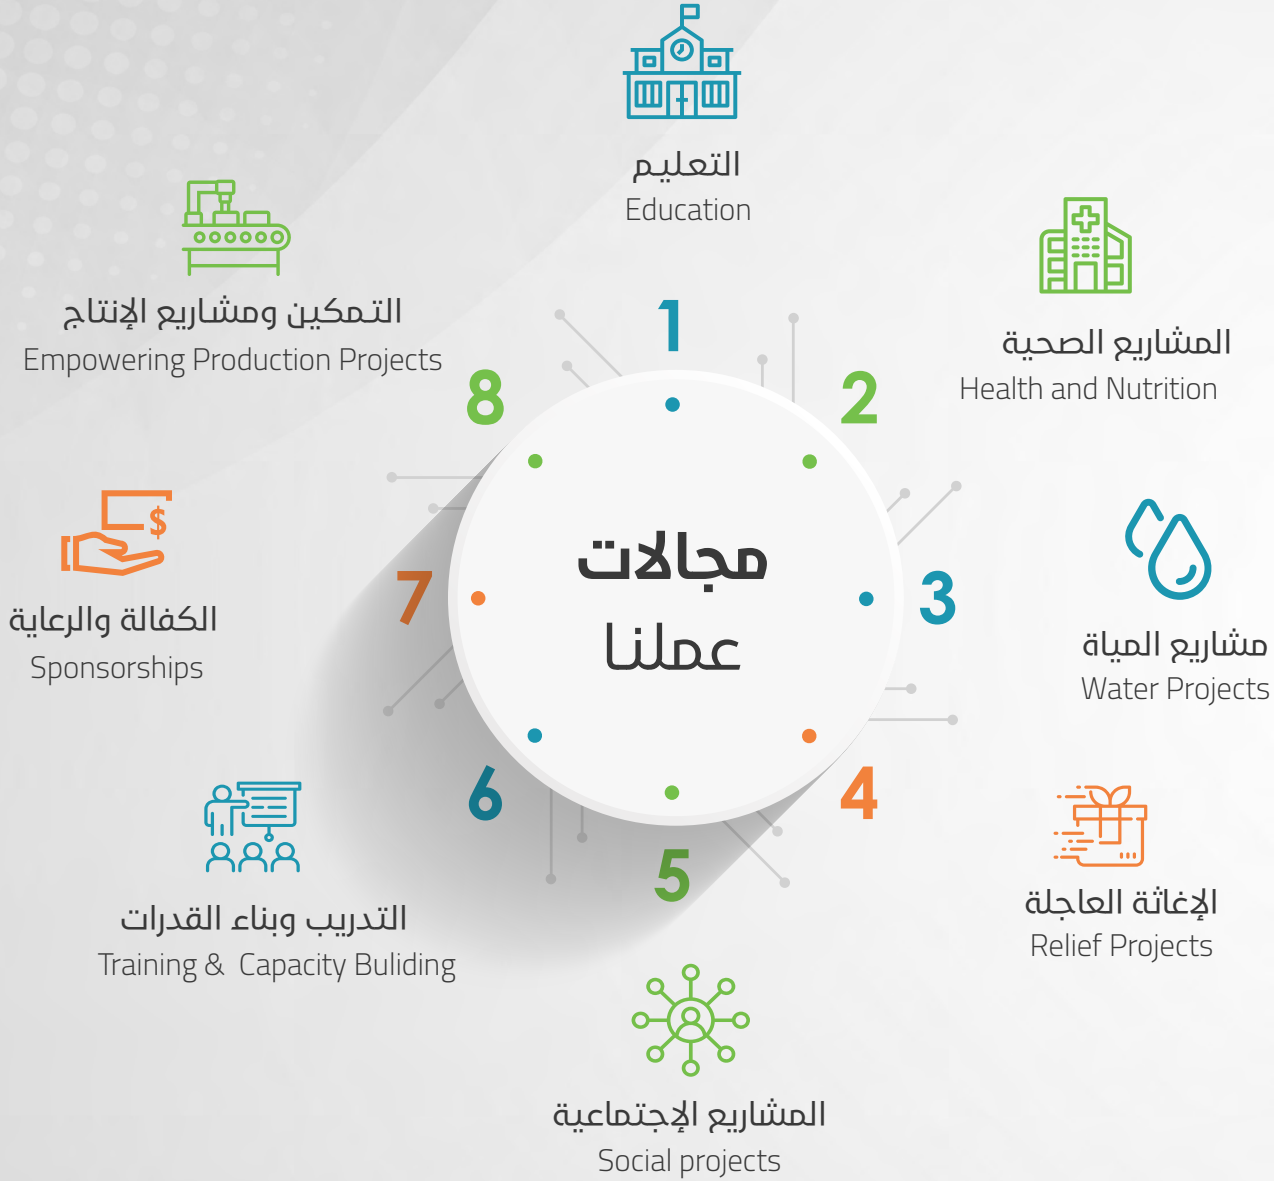 مجالات
عملنا
1
التعليم
Education
2
المشاريع الصحية
Health and Nutrition
3
مشاريع المياة
Water Projects
4
الإغاثة العاجلة
Relief Projects
5
المشاريع الإجتماعية
Social projects
6
التدريب وبناء القدرات
Training & Capacity Buliding
7
$
الكفالة والرعاية
Sponsorships
8
التمكين ومشاريع الإنتاج
Empowering Production Projects